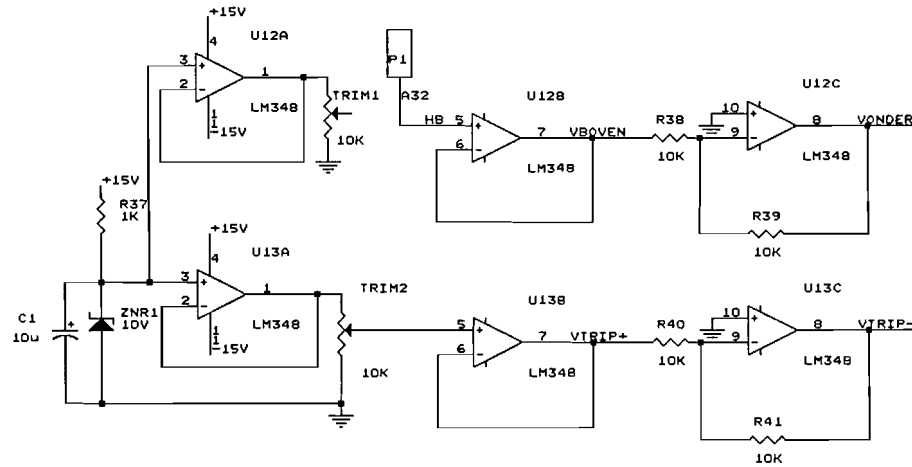 +15V
U12A
4
3
+
1
2
-
LM348
11
-15V
TRIM1
10K
P1
A32
U12B
HB
5
+
7
VBOVEN
6
-
LM348
R38
10K
U12C
10
+
8
VONDER
9
-
LM348
R39
10K
+15V
R37
1K
+15V
U13A
4
3
+
1
2
-
LM348
11
-15V
TRIM2
10K
C1
+
10u
ZNR1
10V
U13B
5
+
7
VTRIP+
6
-
LM348
R40
10K
U13C
10
+
8
VTRIP-
9
-
LM348
R41
10K